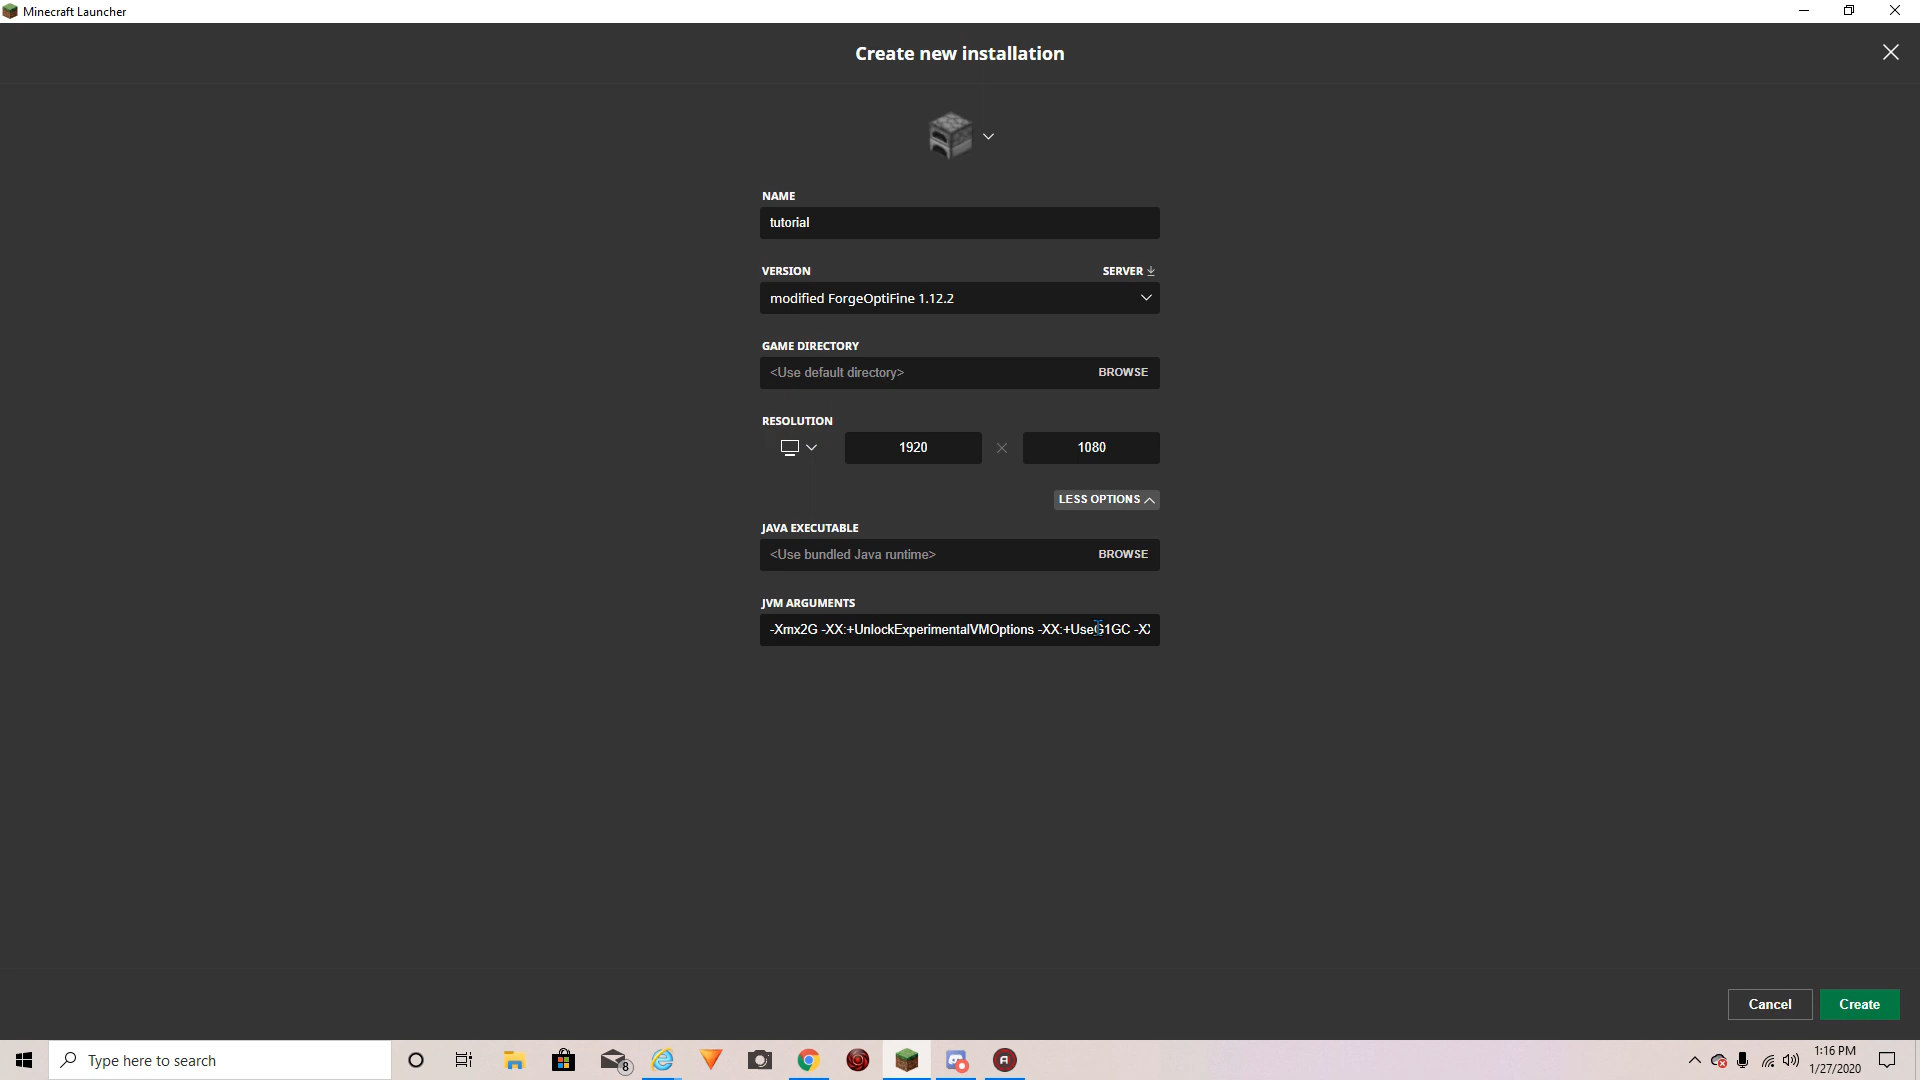 Minecraft Launcher
Create new installation
NAME
tutorial
VERSION
SERVER
modified ForgeOptiFine 1.12.2
GAME DIRECTORY
<Use default directory>
BROWSE
RESOLUTION
1920
1080
LESS OPTIONS
JAVA EXECUTABLE
<Use bundled Java runtime>
BROWSE
JVM ARGUMENTS
-Xmx2G -XX:+UnlockExperimentalVMOptions -XX:+UseG1GC -XX
Cancel
Create
Type here to search
8
1:16 PM
1/27/2020